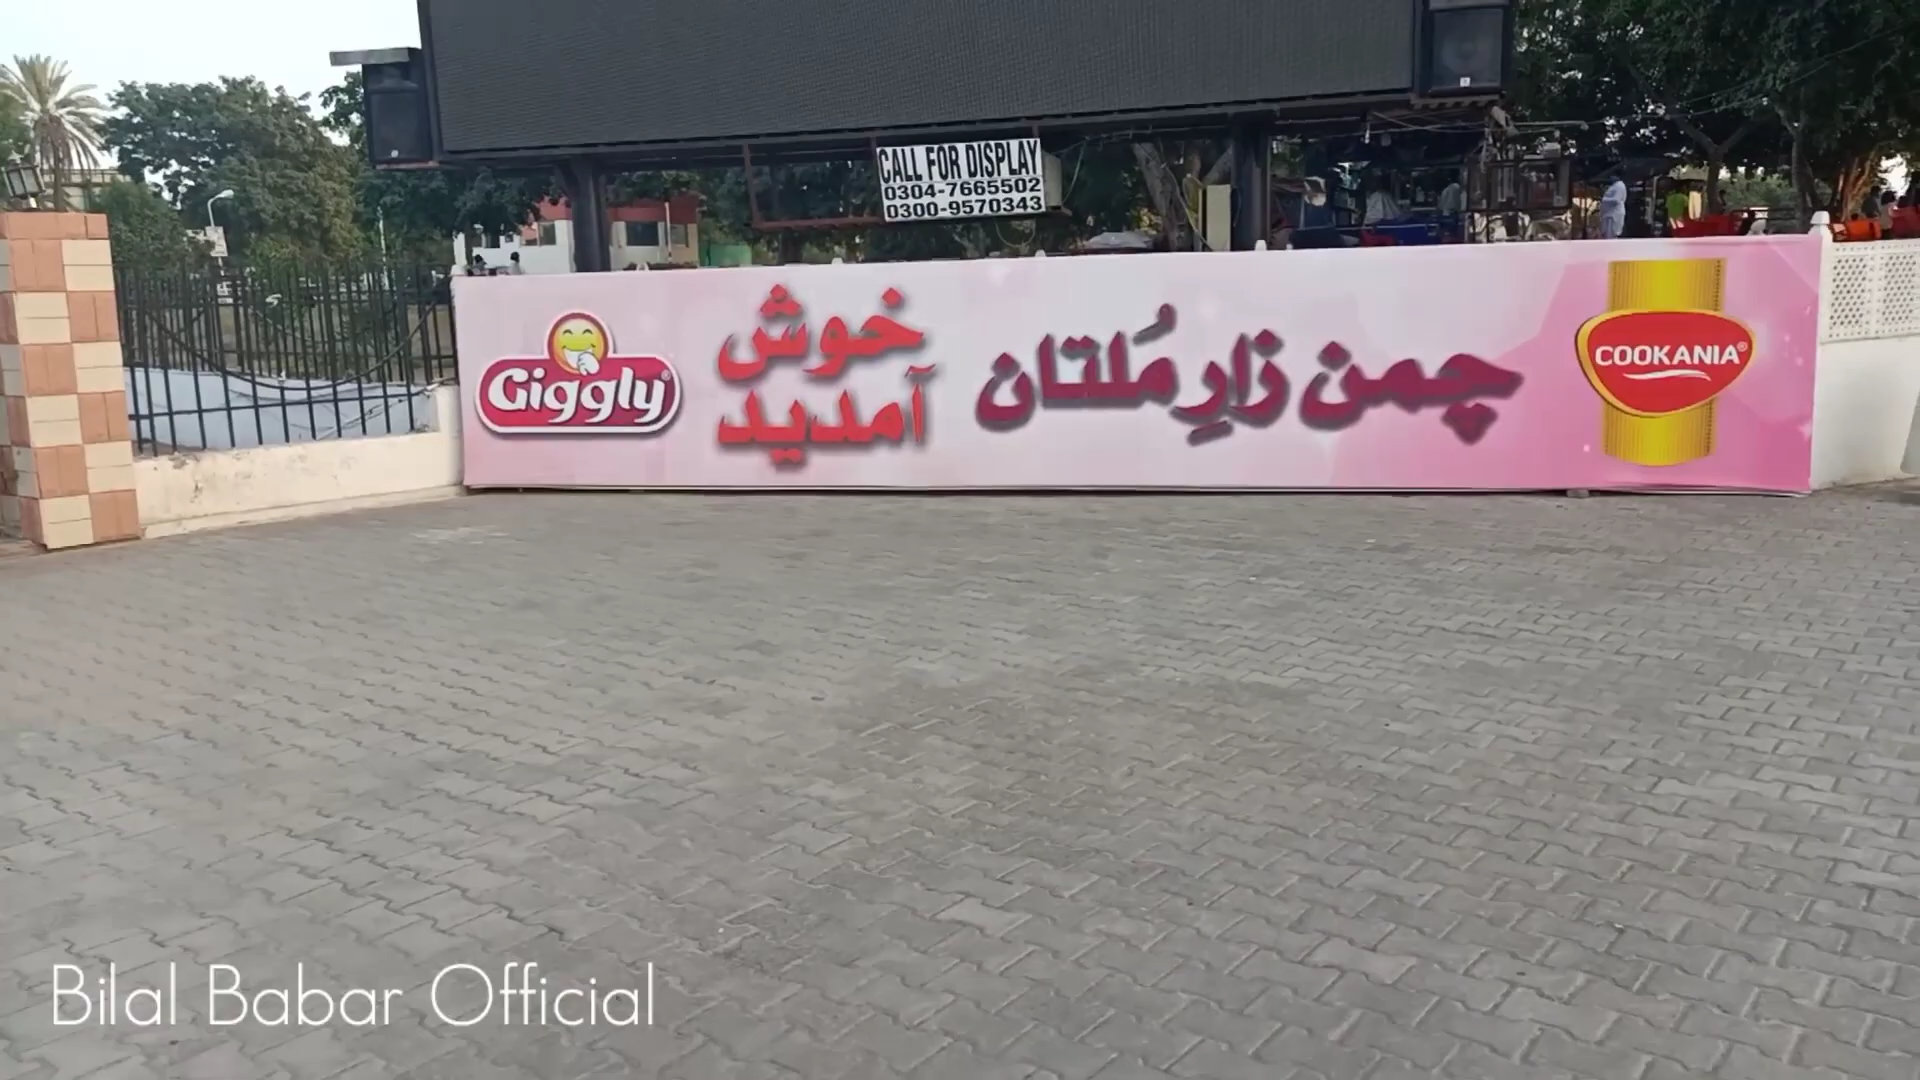 CALL FOR DISPLAY
0304-7665502
0300-9570343
Giggly®
چمن زارِ مُلتان
خوش
آمدید
COOKANIA®
Bilal Babar Official